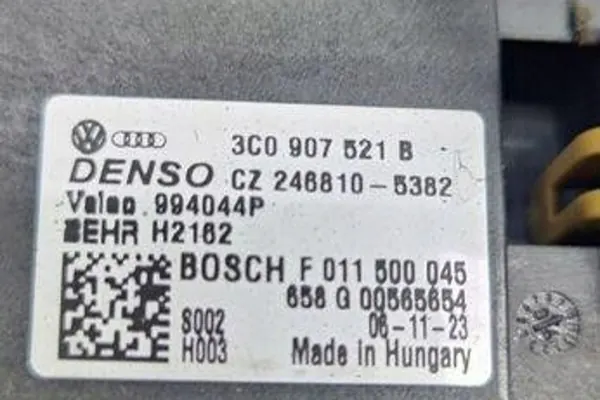 3C0 907 521 B
DENSO CZ 246810-5382
Valeo 994044P
BEHR H2162
BOSCH F 011 500 045
658 G 00565654
S002 06-11-23
H003 Made in Hungary